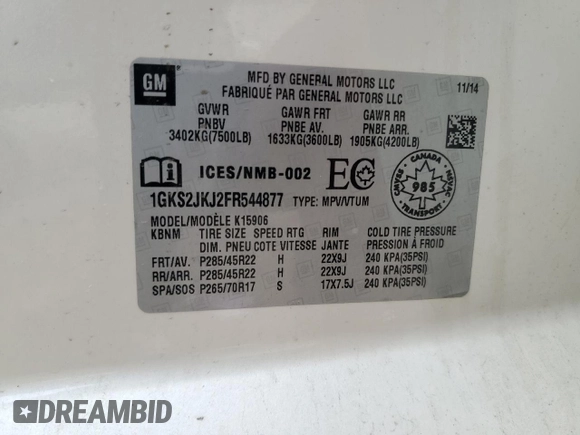 GM
MFD BY GENERAL MOTORS LLC
FABRIQUÉ PAR GENERAL MOTORS LLC
11/14
GVWR GAWR FRT GAWR RR
PNBV PNBE AV. PNBE ARR.
3402KG(7500LB) 1633KG(3600LB) 1905KG(4200LB)
ICES/NMB-002
EC
CANADA
CMVSS NSVAC
985
TRANSPORT
1GKS2JKJ2FR544877 TYPE: MPV/VTUM
MODEL/MODÈLE K15906
KBNM TIRE SIZE SPEED RTG RIM COLD TIRE PRESSURE
DIM. PNEU COTE VITESSE JANTE PRESSION À FROID
FRT/AV. P285/45R22 H 22X9J 240 KPA(35PSI)
RR/ARR. P285/45R22 H 22X9J 240 KPA(35PSI)
SPA/SOS P265/70R17 S 17X7.5J 240 KPA(35PSI)
DREAMBID